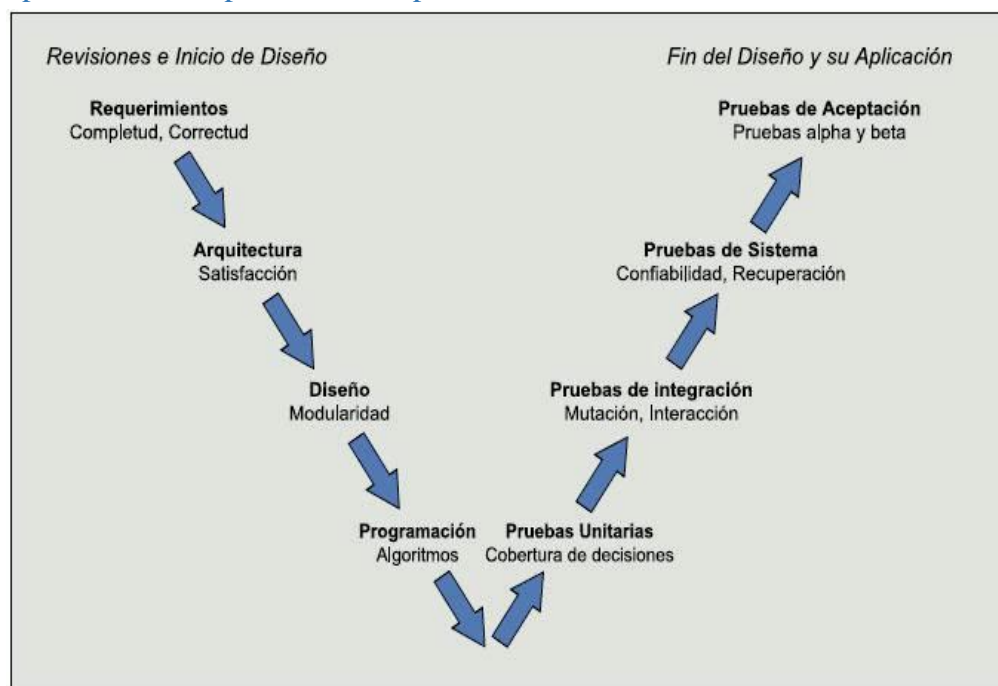 Revisiones e Inicio de Diseño
Fin del Diseño y su Aplicación
Requerimientos
Completud, Correctud
Pruebas de Aceptación
Pruebas alpha y beta
Arquitectura
Satisfacción
Pruebas de Sistema
Confiabilidad, Recuperación
Diseño
Modularidad
Pruebas de integración
Mutación, Interacción
Programación
Algoritmos
Pruebas Unitarias
Cobertura de decisiones